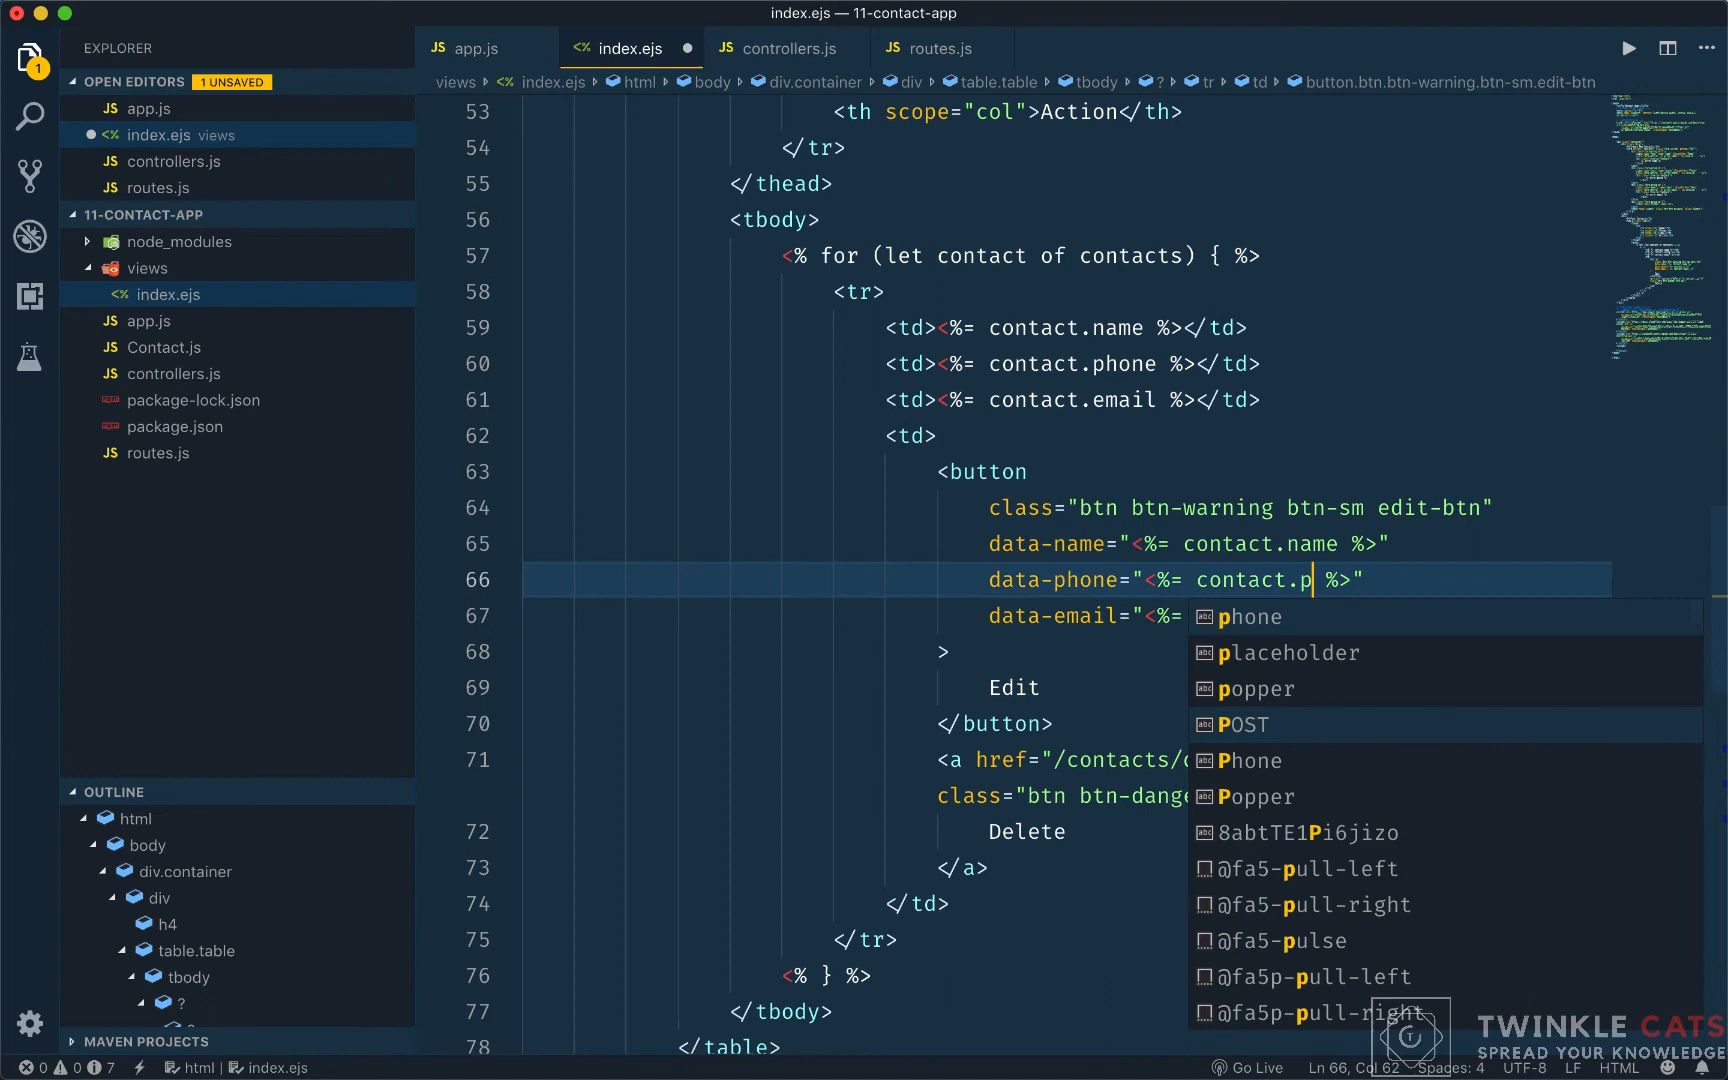 index.ejs — 11-contact-app
EXPLORER
OPEN EDITORS 1 UNSAVED
JS app.js
<% index.ejs views
JS controllers.js
JS routes.js
11-CONTACT-APP
node_modules
views
<% index.ejs
JS app.js
JS Contact.js
JS controllers.js
package-lock.json
package.json
JS routes.js
OUTLINE
html
body
div.container
div
h4
table.table
tbody
?
MAVEN PROJECTS
JS app.js <% index.ejs JS controllers.js JS routes.js
views <% index.ejs html body div.container div table.table tbody ? tr td button.btn.btn-warning.btn-sm.edit-btn
53 <th scope="col">Action</th>
54 </tr>
55 </thead>
56 <tbody>
57 <% for (let contact of contacts) { %>
58 <tr>
59 <td><%= contact.name %></td>
60 <td><%= contact.phone %></td>
61 <td><%= contact.email %></td>
62 <td>
63 <button
64 class="btn btn-warning btn-sm edit-btn"
65 data-name="<%= contact.name %>"
66 data-phone="<%= contact.p %>"
67 data-email="<%=
68 >
69 Edit
70 </button>
71 <a href="/contacts/
class="btn btn-dange
72 Delete
73 </a>
74 </td>
75 </tr>
76 <% } %>
77 </tbody>
78 </table>
abc phone
abc placeholder
abc popper
abc POST
abc Phone
abc Popper
abc 8abtTE1Pi6jizo
@fa5-pull-left
@fa5-pull-right
@fa5-pulse
@fa5p-pull-left
@fa5p-pull-right
TWINKLE CATS
SPREAD YOUR KNOWLEDGE
0 0 7 html index.ejs Go Live Ln 66, Col 62 Spaces: 4 UTF-8 LF HTML